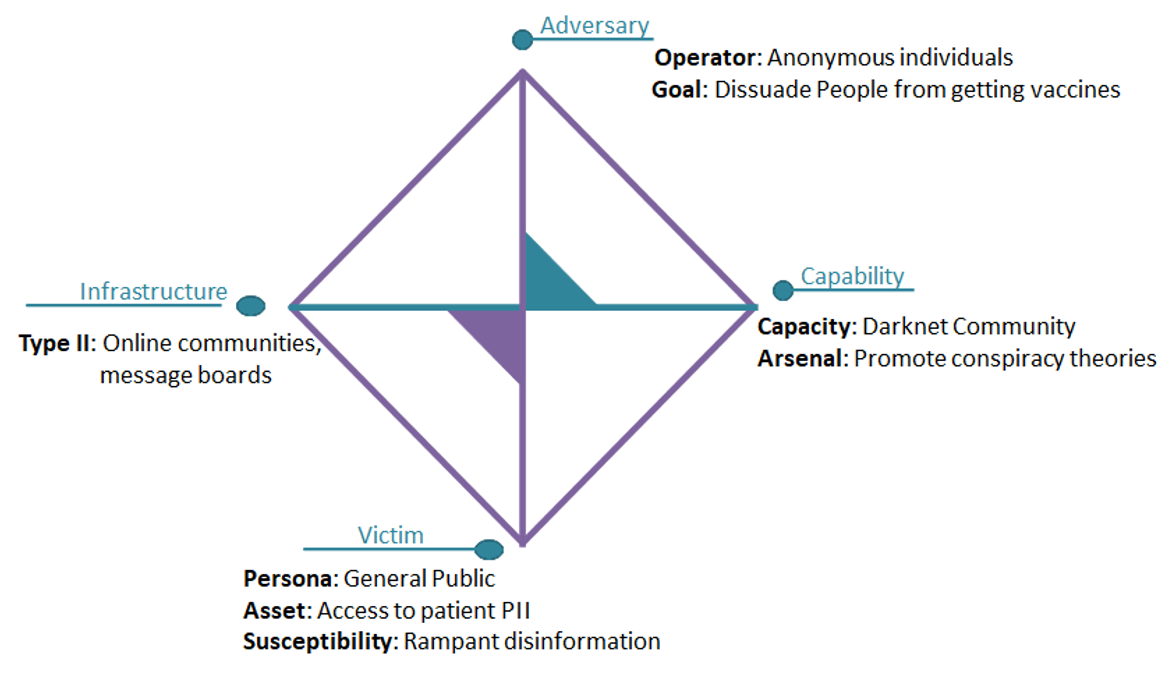 Adversary
Operator: Anonymous individuals
Goal: Dissuade People from getting vaccines
Infrastructure
Type II: Online communities,
message boards
Capability
Capacity: Darknet Community
Arsenal: Promote conspiracy theories
Victim
Persona: General Public
Asset: Access to patient PII
Susceptibility: Rampant disinformation